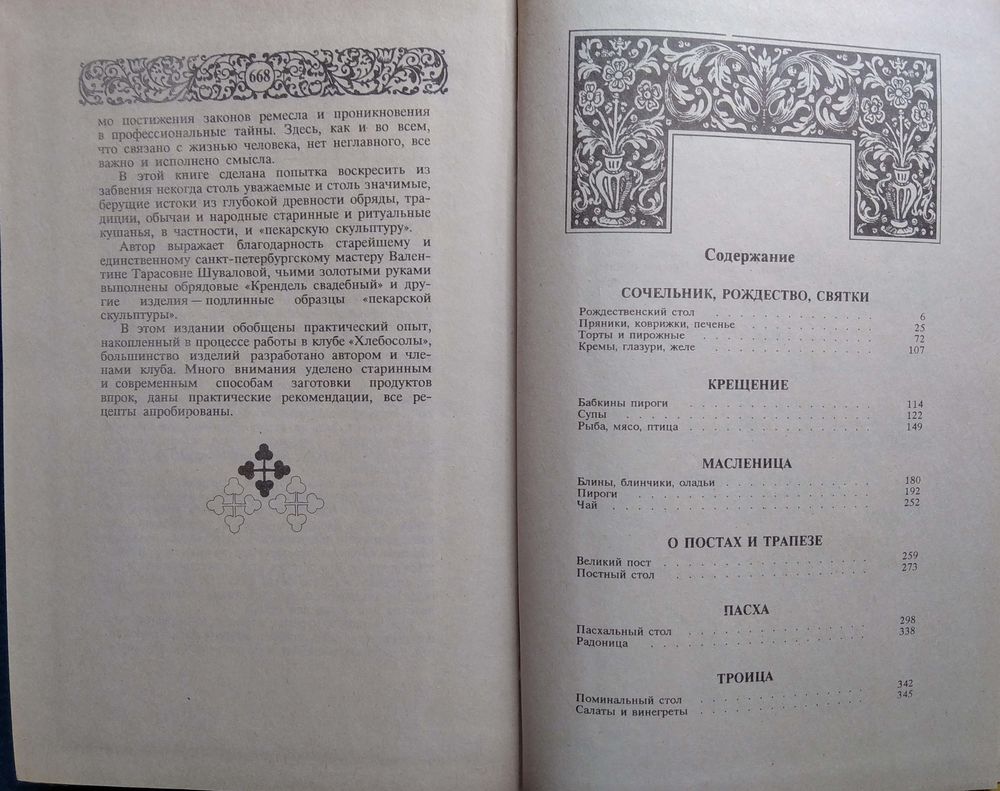 668
мо постижения законов ремесла и проникновения
в профессиональные тайны. Здесь, как и во всем,
что связано с жизнью человека, нет неглавного, все
важно и исполнено смысла.
В этой книге сделана попытка воскресить из
забвения некогда столь уважаемые и столь значимые,
берущие истоки из глубокой древности обряды, тра-
диции, обычаи и народные старинные и ритуальные
кушанья, в частности, и «пекарскую скульптуру».
Автор выражает благодарность старейшему и
единственному санкт-петербургскому мастеру Вален-
тине Тарасовне Шуваловой, чьими золотыми руками
выполнены обрядовые «Крендель свадебный» и дру-
гие изделия — подлинные образцы «пекарской
скульптуры».
В этом издании обобщены практический опыт,
накопленный в процессе работы в клубе «Хлебосолы»,
большинство изделий разработано автором и чле-
нами клуба. Много внимания уделено старинным
и современным способам заготовки продуктов
впрок, даны практические рекомендации, все ре-
цепты апробированы.
Содержание
СОЧЕЛЬНИК, РОЖДЕСТВО, СВЯТКИ
Рождественский стол . . . . . . . . . . 6
Пряники, коврижки, печенье . . . . . . . . . . 25
Торты и пирожные . . . . . . . . . . 72
Кремы, глазури, желе . . . . . . . . . . 107
КРЕЩЕНИЕ
Бабкины пироги . . . . . . . . . . 114
Супы . . . . . . . . . . 122
Рыба, мясо, птица . . . . . . . . . . 149
МАСЛЕНИЦА
Блины, блинчики, оладьи . . . . . . . . . . 180
Пироги . . . . . . . . . . 192
Чай . . . . . . . . . . 252
О ПОСТАХ И ТРАПЕЗЕ
Великий пост . . . . . . . . . . 259
Постный стол . . . . . . . . . . 273
ПАСХА
Пасхальный стол . . . . . . . . . . 298
Радоница . . . . . . . . . . 338
ТРОИЦА
Поминальный стол . . . . . . . . . . 342
Салаты и винегреты . . . . . . . . . . 345